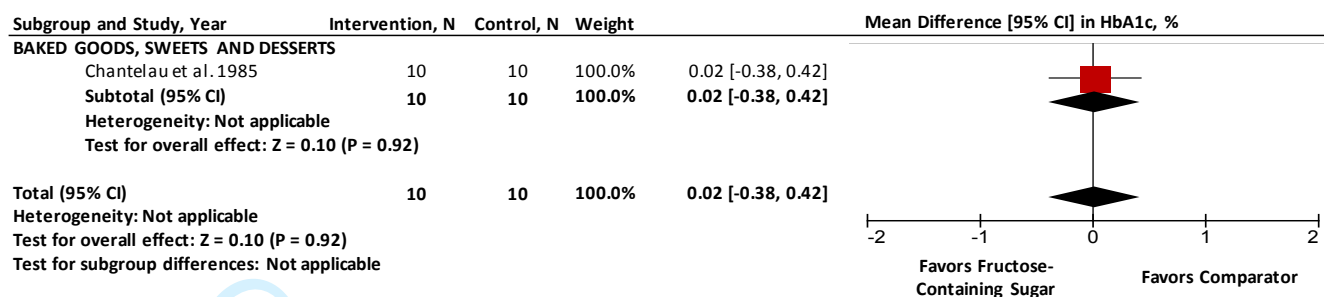 Subgroup and Study, Year Intervention, N Control, N Weight Mean Difference [95% CI] in HbA1c, %
BAKED GOODS, SWEETS AND DESSERTS
Chantelau et al. 1985 10 10 100.0% 0.02 [-0.38, 0.42]
Subtotal (95% CI) 10 10 100.0% 0.02 [-0.38, 0.42]
Heterogeneity: Not applicable
Test for overall effect: Z = 0.10 (P = 0.92)
Total (95% CI) 10 10 100.0% 0.02 [-0.38, 0.42]
Heterogeneity: Not applicable
Test for overall effect: Z = 0.10 (P = 0.92)
Test for subgroup differences: Not applicable
-2 -1 0 1 2
Favors Fructose-
Containing Sugar
Favors Comparator